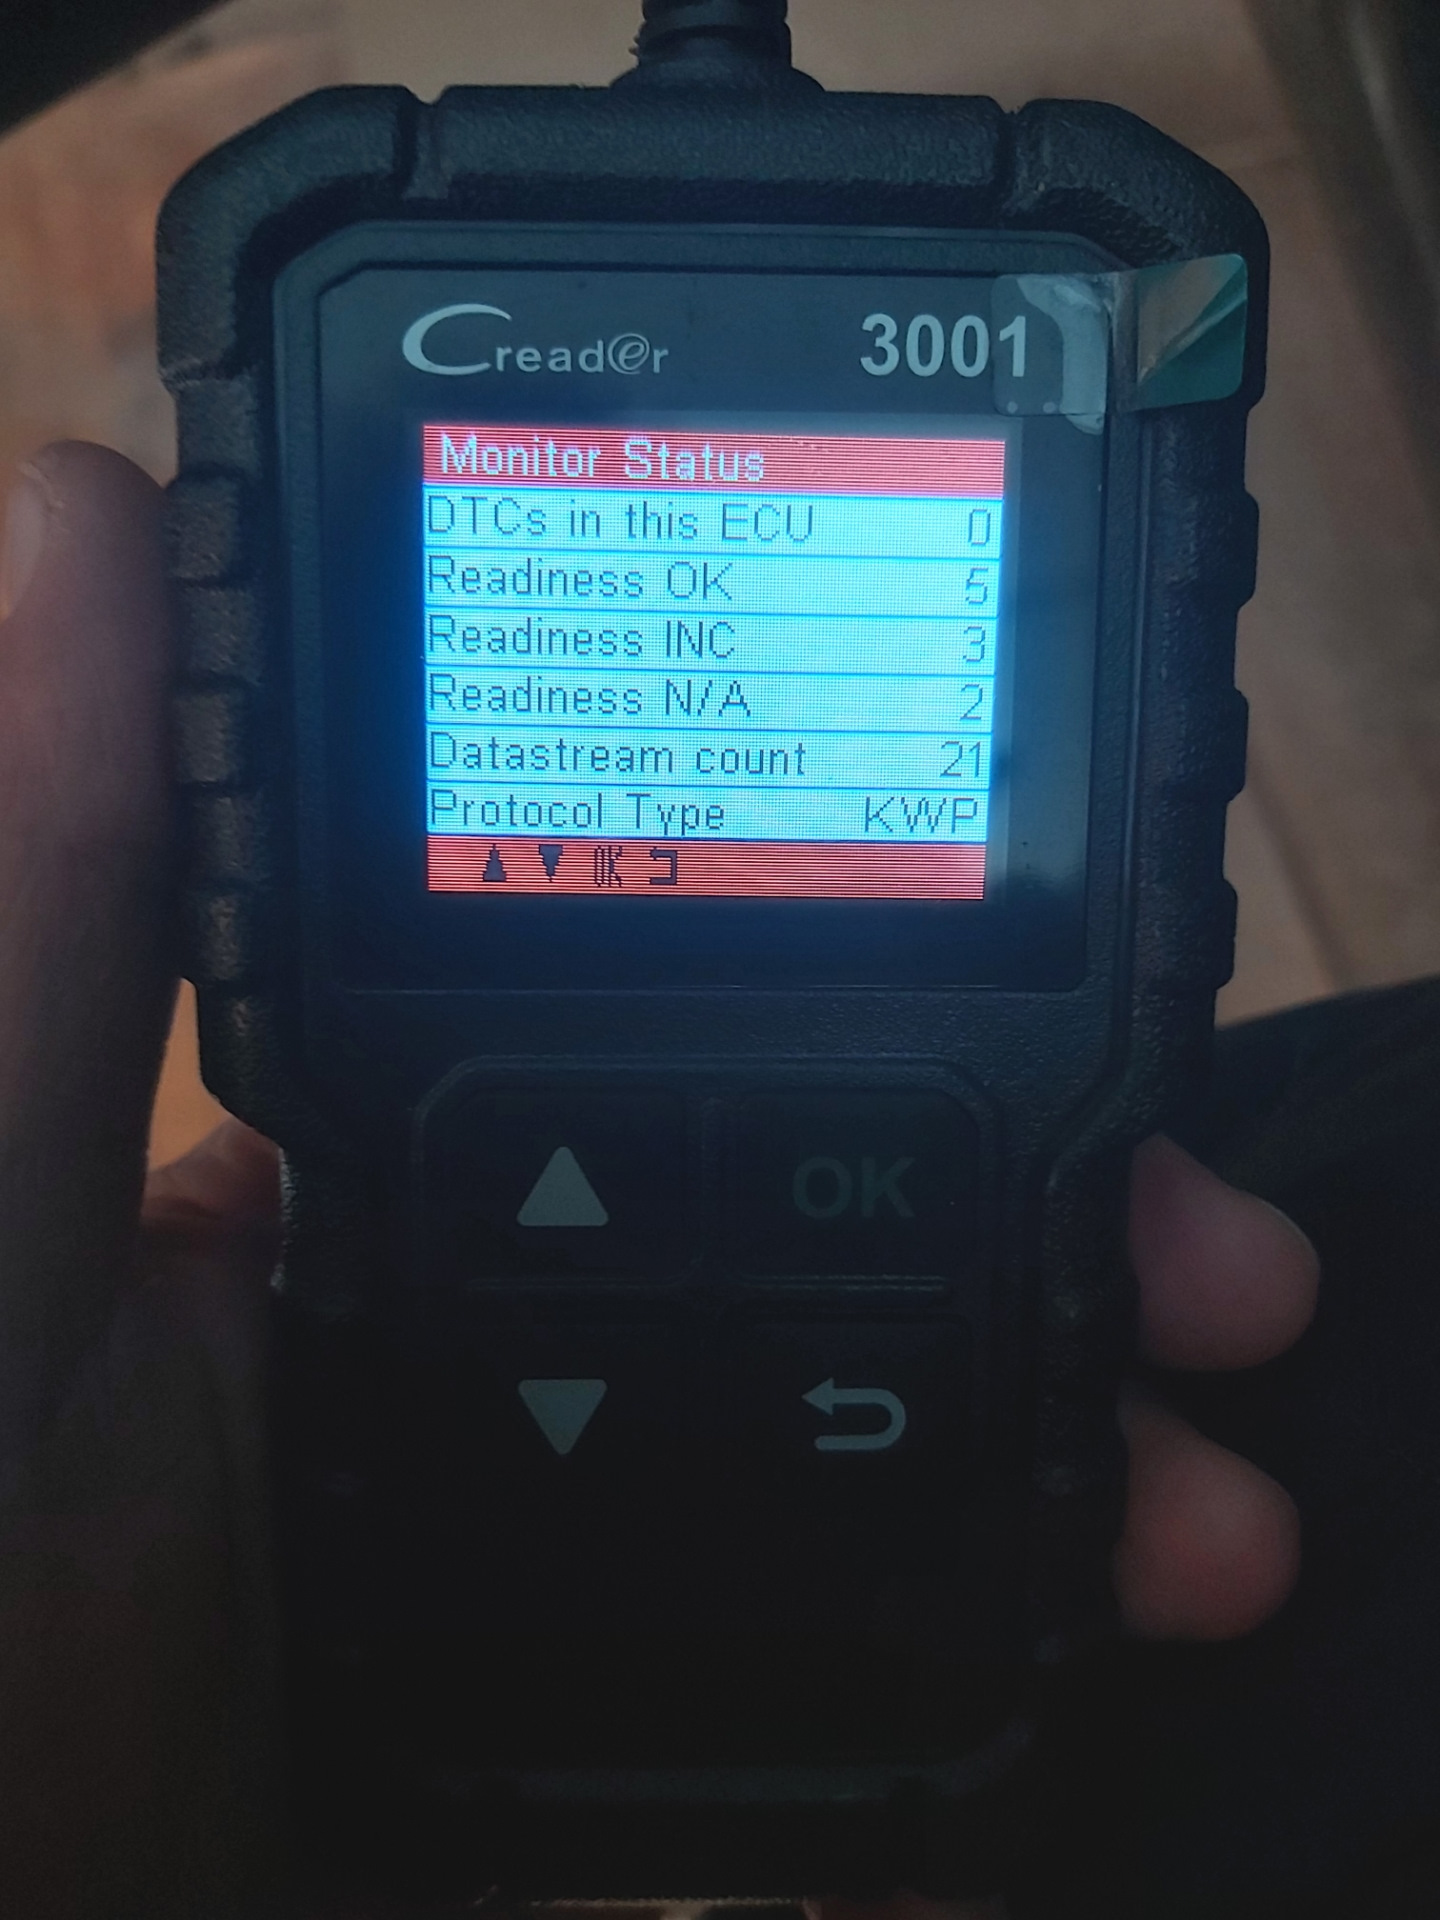 Creader 3001
Monitor Status
DTCs in this ECU 0
Readiness OK 5
Readiness INC 3
Readiness N/A 2
Datastream count 21
Protocol Type KWP
OK
OK